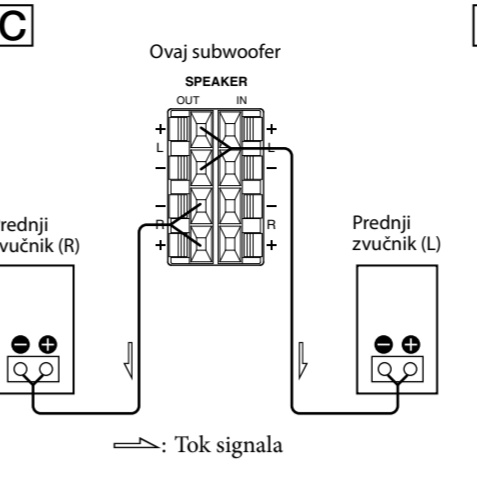 C
Ovaj subwoofer
SPEAKER
OUT IN
+ +
L L
− −
− −
R R
+ +
rednji
vučnik (R)
Prednji
zvučnik (L)
− +
− +
: Tok signala